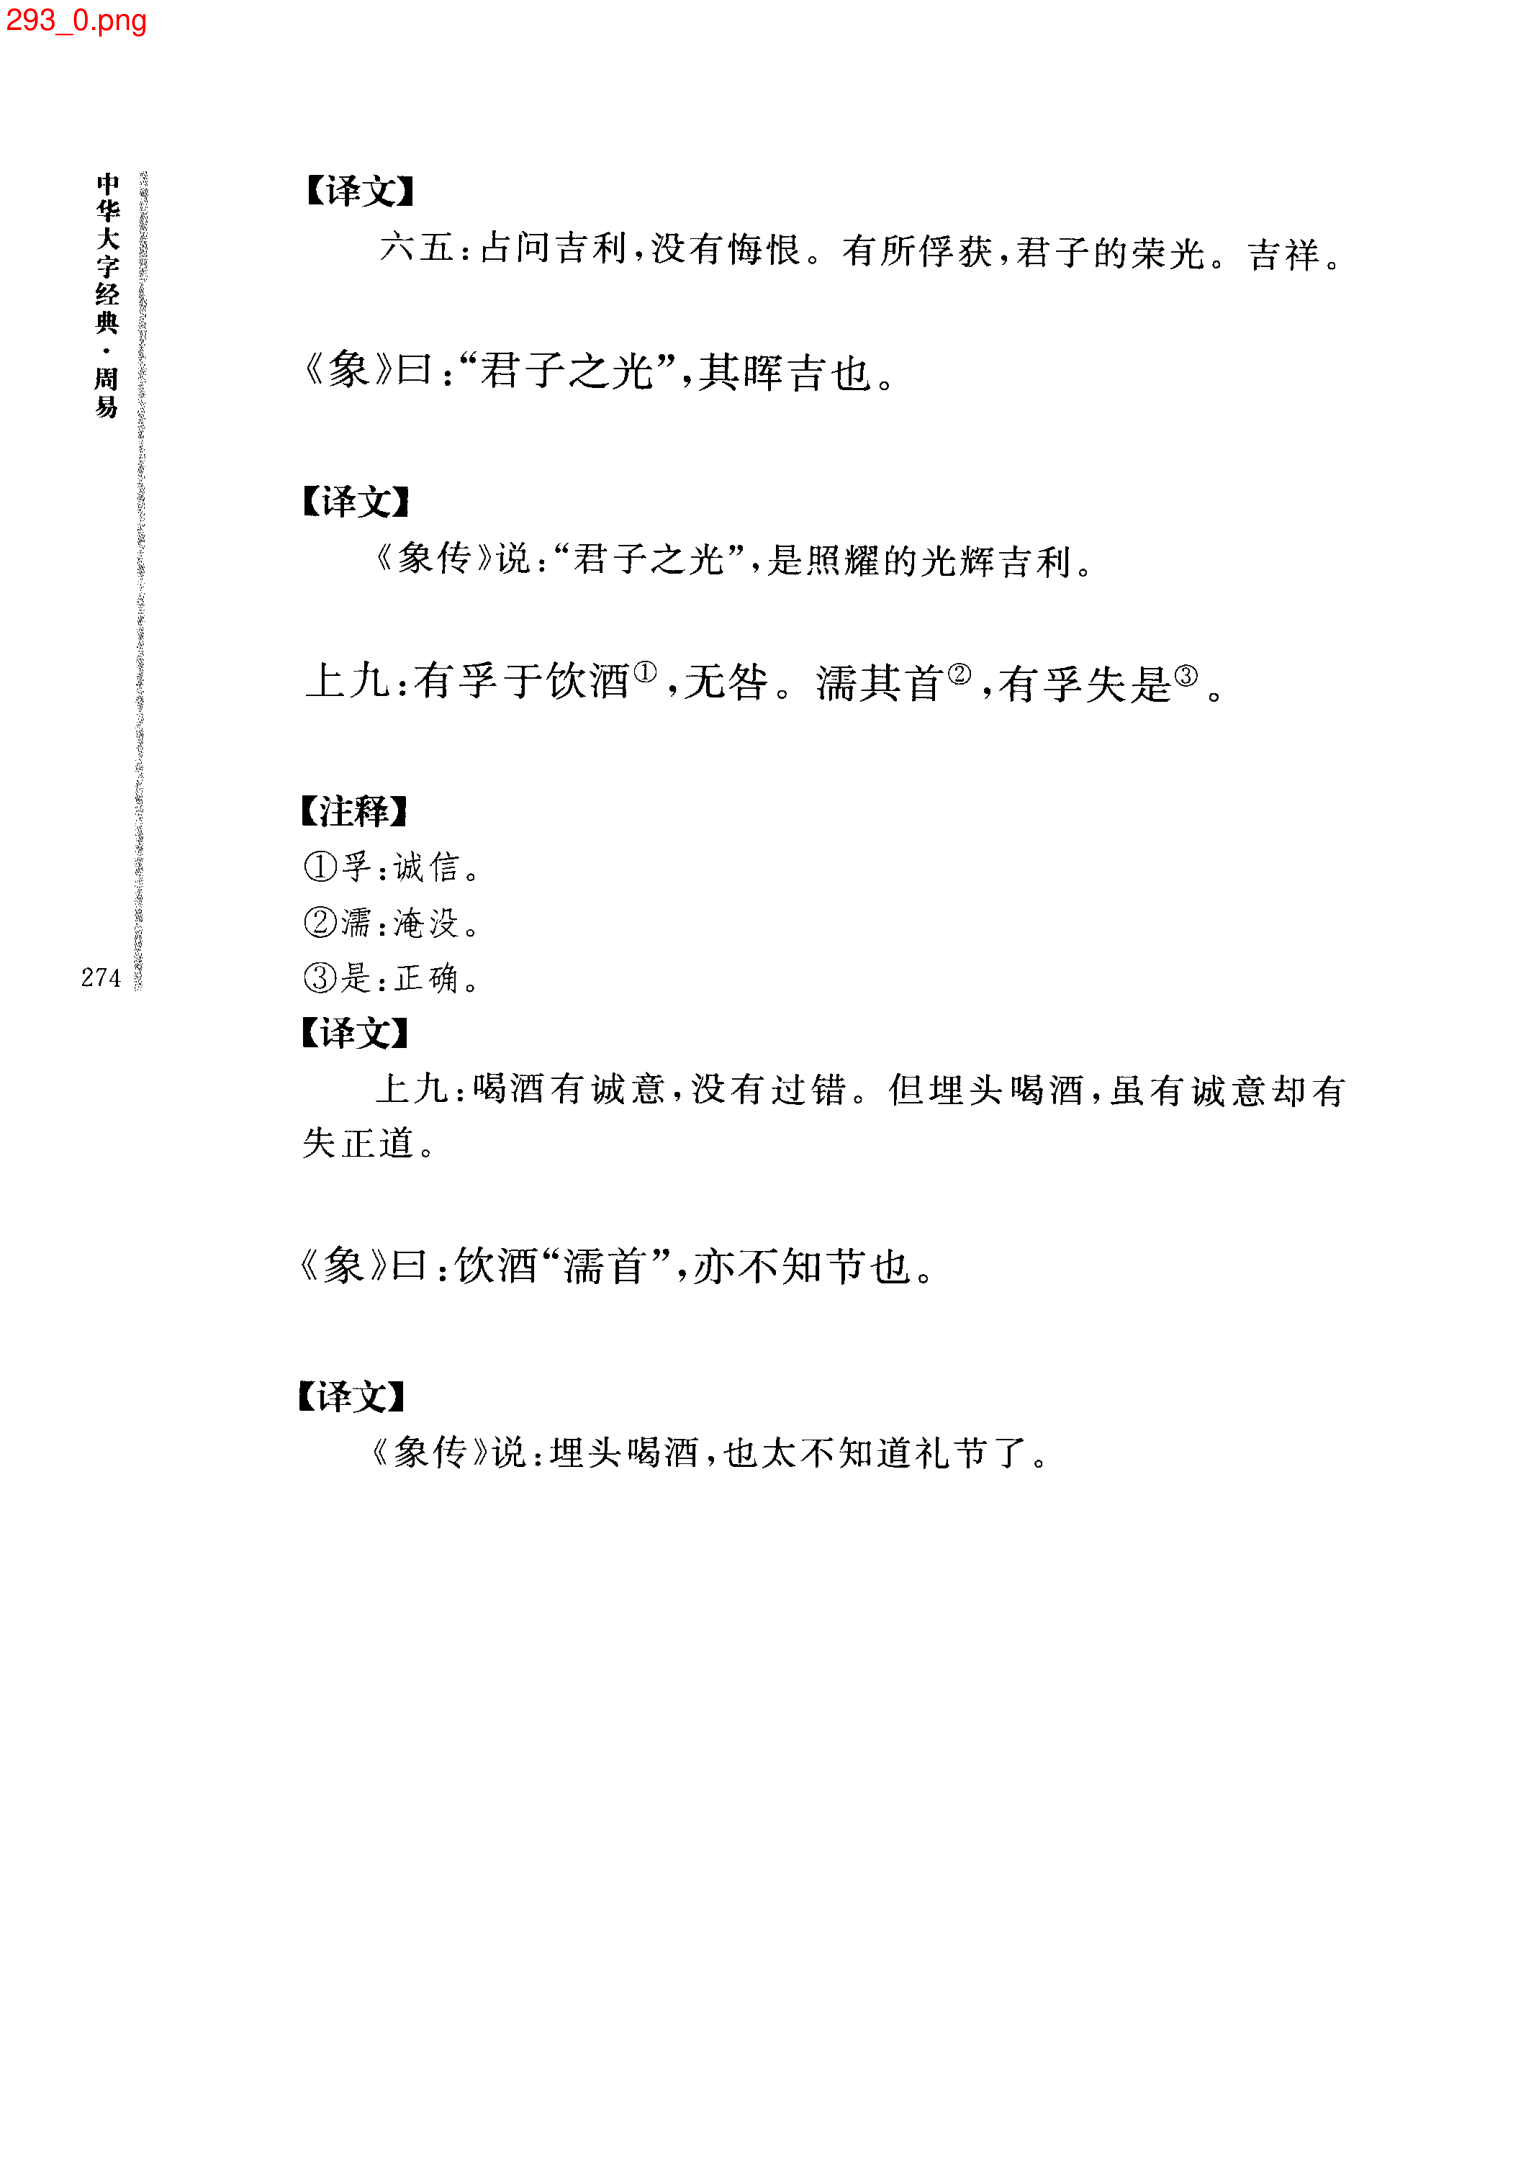 293_0.png
中华大字经典·周易
274
【译文】
六五:占问吉利,没有悔恨。有所俘获,君子的荣光。吉祥。
《象》曰:“君子之光”,其晖吉也。
【译文】
《象传》说:“君子之光”,是照耀的光辉吉利。
上九:有孚于饮酒①,无咎。濡其首②,有孚失是③。
【注释】
①孚:诚信。
②濡:淹没。
③是:正确。
【译文】
上九:喝酒有诚意,没有过错。但埋头喝酒,虽有诚意却有
失正道。
《象》曰:饮酒“濡首”,亦不知节也。
【译文】
《象传》说:埋头喝酒,也太不知道礼节了。